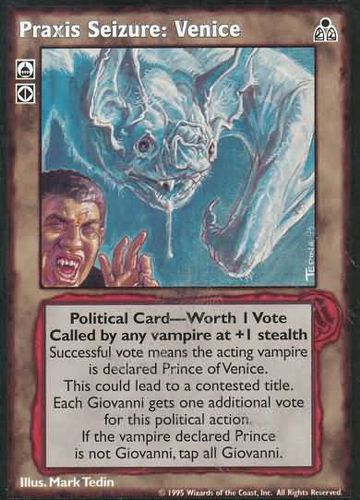 Praxis Seizure: Venice
TEDIN 95
Political Card—Worth 1 Vote
Called by any vampire at +1 stealth
Successful vote means the acting vampire
is declared Prince of Venice.
This could lead to a contested title.
Each Giovanni gets one additional vote
for this political action.
If the vampire declared Prince
is not Giovanni, tap all Giovanni.
Illus. Mark Tedin
© 1995 Wizards of the Coast, Inc. All Rights Reserved.